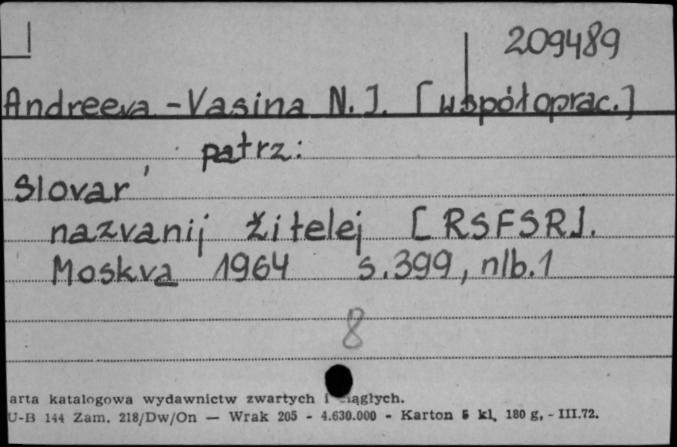 209489
Andreeva-Vasina N.I. [współoprac.]
patrz:
Slovar'
nazvanij žitelej [RSFSR].
Moskva 1964 s.399, nlb.1
8
arta katalogowa wydawnictw zwartych i ciągłych.
U-B 144 Zam. 218/Dw/On — Wrak 205 - 4.630.000 - Karton 5 kl. 180 g, - III.72.